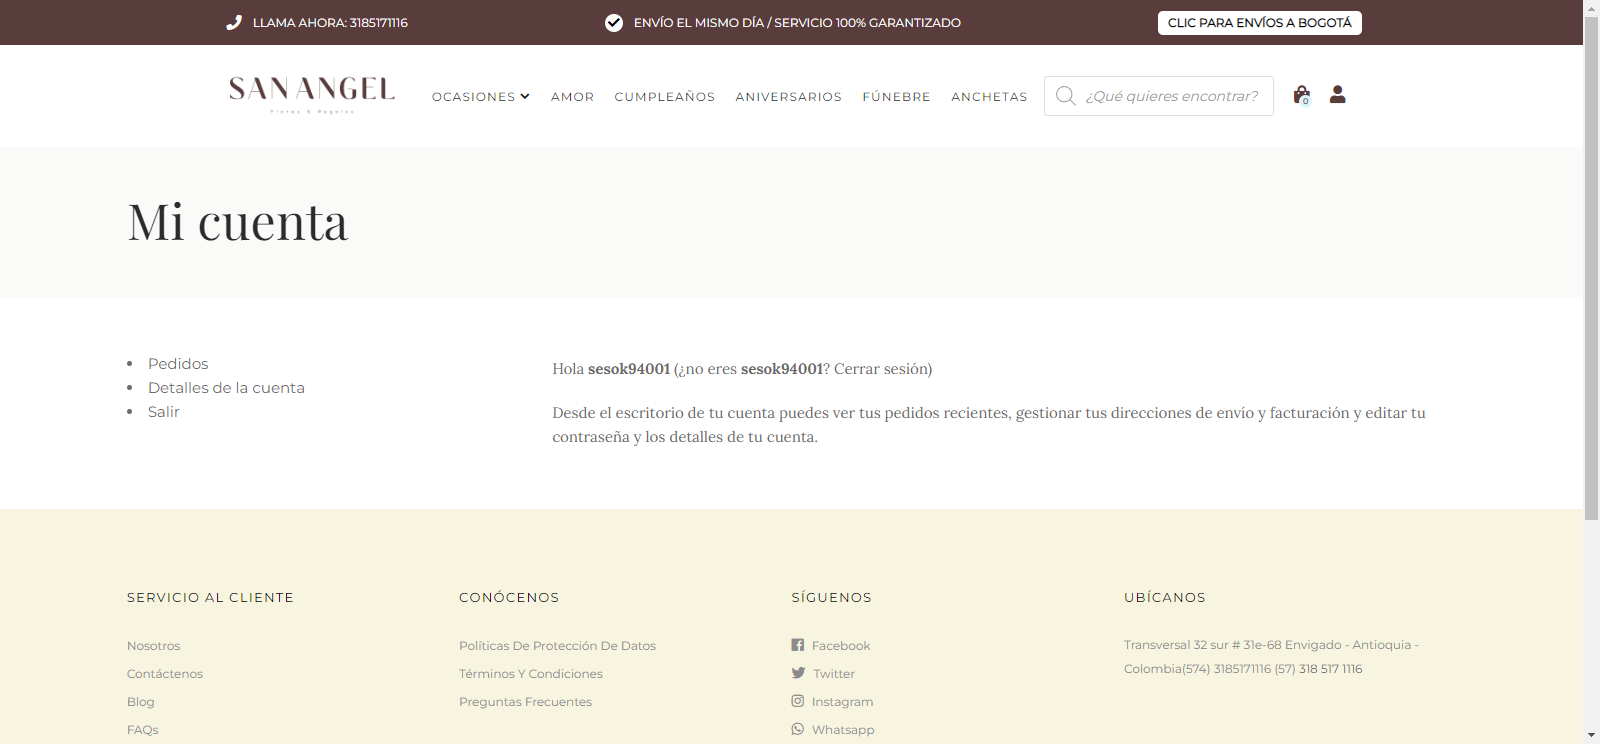 LLAMA AHORA: 3185171116
ENVÍO EL MISMO DÍA / SERVICIO 100% GARANTIZADO
CLIC PARA ENVÍOS A BOGOTÁ
SAN ANGEL
Flores & Regalos
OCASIONES
AMOR
CUMPLEAÑOS
ANIVERSARIOS
FÚNEBRE
ANCHETAS
¿Qué quieres encontrar?
0
Mi cuenta
Pedidos
Detalles de la cuenta
Salir
Hola sesok94001 (¿no eres sesok94001? Cerrar sesión)
Desde el escritorio de tu cuenta puedes ver tus pedidos recientes, gestionar tus direcciones de envío y facturación y editar tu
contraseña y los detalles de tu cuenta.
SERVICIO AL CLIENTE
Nosotros
Contáctenos
Blog
FAQs
CONÓCENOS
Políticas De Protección De Datos
Términos Y Condiciones
Preguntas Frecuentes
SÍGUENOS
Facebook
Twitter
Instagram
Whatsapp
UBÍCANOS
Transversal 32 sur # 31e-68 Envigado - Antioquia -
Colombia(574) 3185171116 (57) 318 517 1116